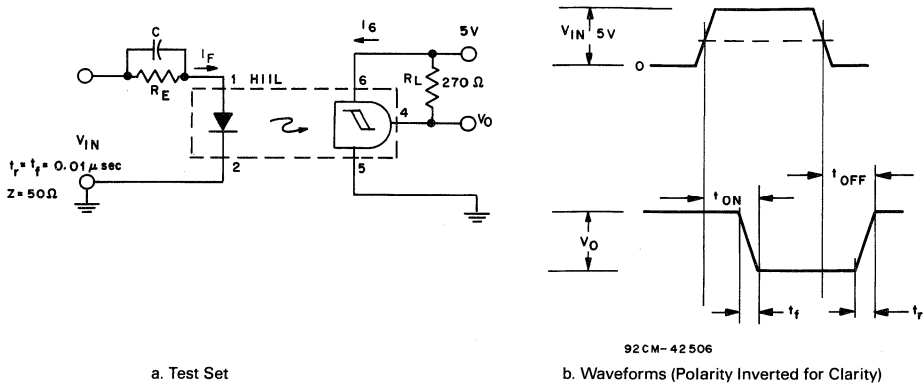 C
I_F
R_E
1
H11L
2
V_IN
t_r = t_f = 0.01 μ sec
Z = 50Ω
I_6
5V
6
R_L
270 Ω
4
V_O
5
a. Test Set
V_IN 5V
0
t_ON
t_OFF
V_O
t_f
t_r
92CM-42506
b. Waveforms (Polarity Inverted for Clarity)